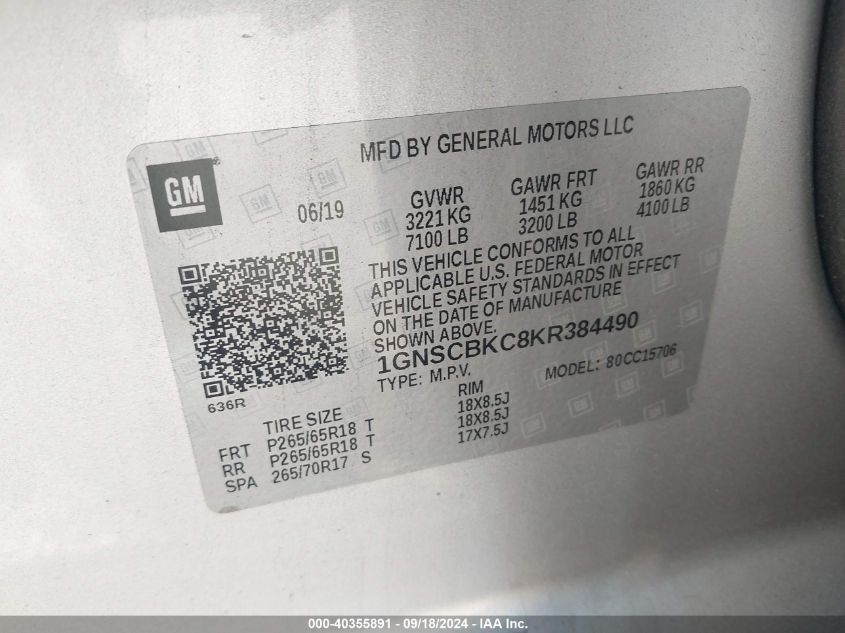 MFD BY GENERAL MOTORS LLC
GM
06/19
GVWR GAWR FRT GAWR RR
3221 KG 1451 KG 1860 KG
7100 LB 3200 LB 4100 LB
THIS VEHICLE CONFORMS TO ALL
APPLICABLE U.S. FEDERAL MOTOR
VEHICLE SAFETY STANDARDS IN EFFECT
ON THE DATE OF MANUFACTURE
SHOWN ABOVE.
1GNSCBKC8KR384490
TYPE: M.P.V. MODEL: 80CC15706
636R
TIRE SIZE RIM
FRT P265/65R18 T 18X8.5J
RR P265/65R18 T 18X8.5J
SPA 265/70R17 S 17X7.5J
000-40355891 - 09/18/2024 - IAA Inc.